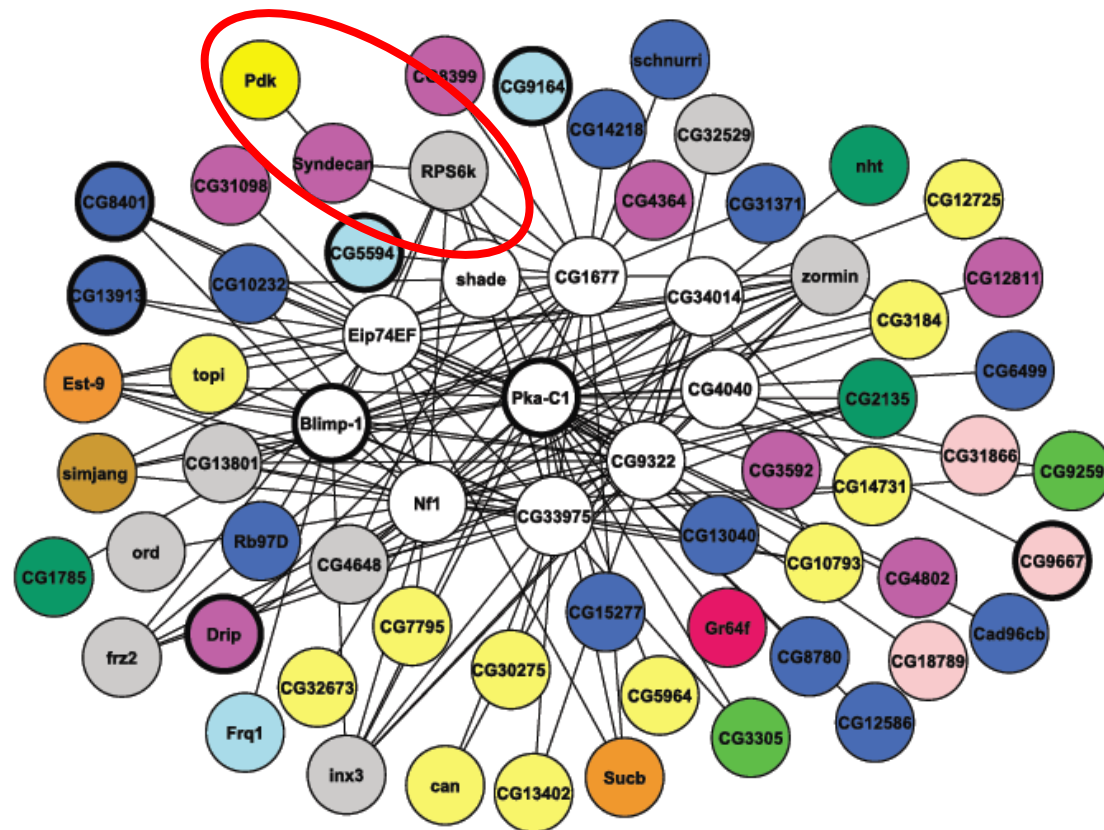 schnurri
Pdk
CG8399
CG9164
CG14218
CG32529
Syndecan
RPS6k
nht
CG31098
CG4364
CG31371
CG12725
CG8401
CG5594
shade
CG1677
CG34014
zormin
CG12811
CG13913
CG10232
Eip74EF
CG3184
Est-9
topi
Pka-C1
CG4040
CG6499
Blimp-1
CG2135
CG13801
CG9322
CG31866
simjang
CG3592
CG14731
CG9259
Nf1
CG33975
ord
Rb97D
CG13040
CG4648
CG10793
CG9667
CG1785
CG4802
CG15277
Drip
CG7795
Gr64f
Cad96cb
frz2
CG30275
CG8780
CG18789
CG32673
CG5964
CG12586
Frq1
CG3305
inx3
can
CG13402
Sucb